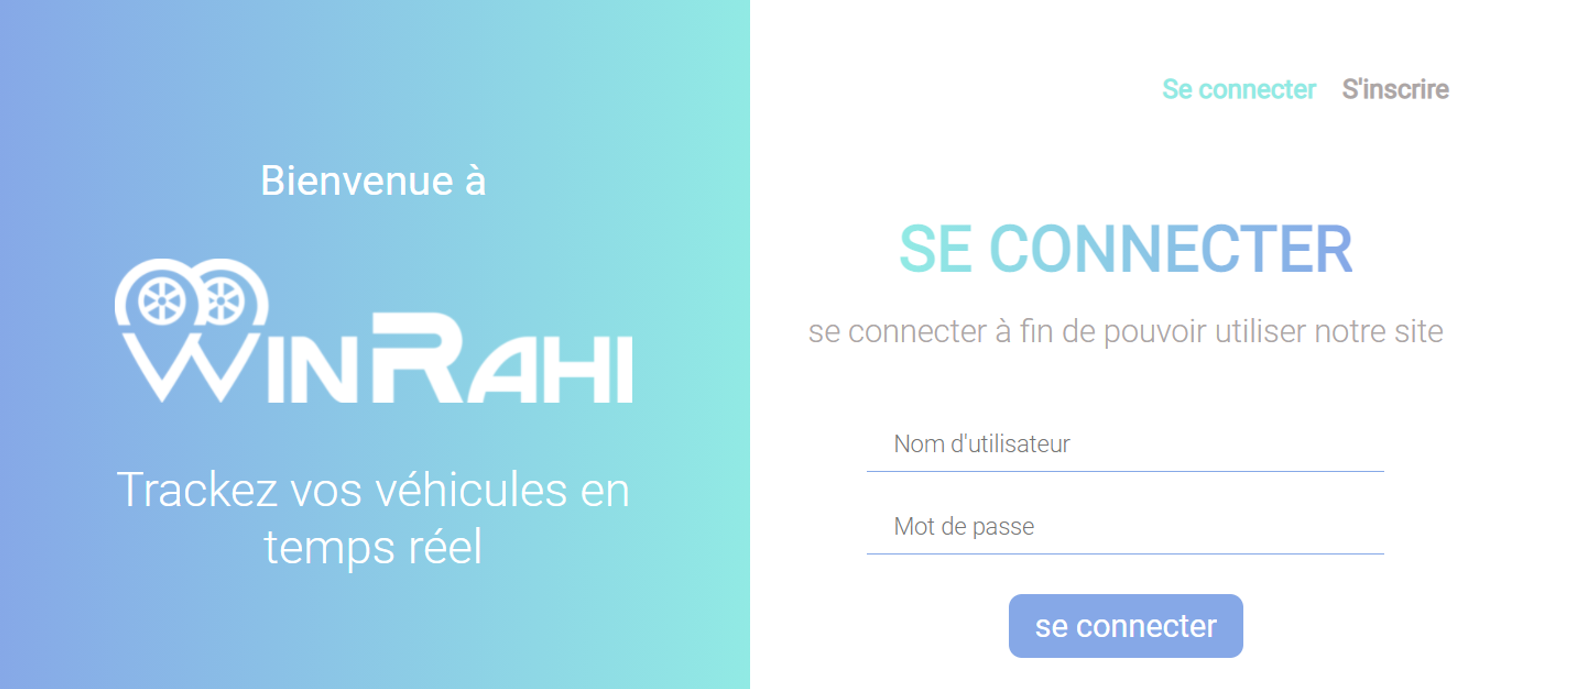 Bienvenue à
WINRAHI
Trackez vos véhicules en
temps réel
Se connecter S'inscrire
SE CONNECTER
se connecter à fin de pouvoir utiliser notre site
Nom d'utilisateur
Mot de passe
se connecter